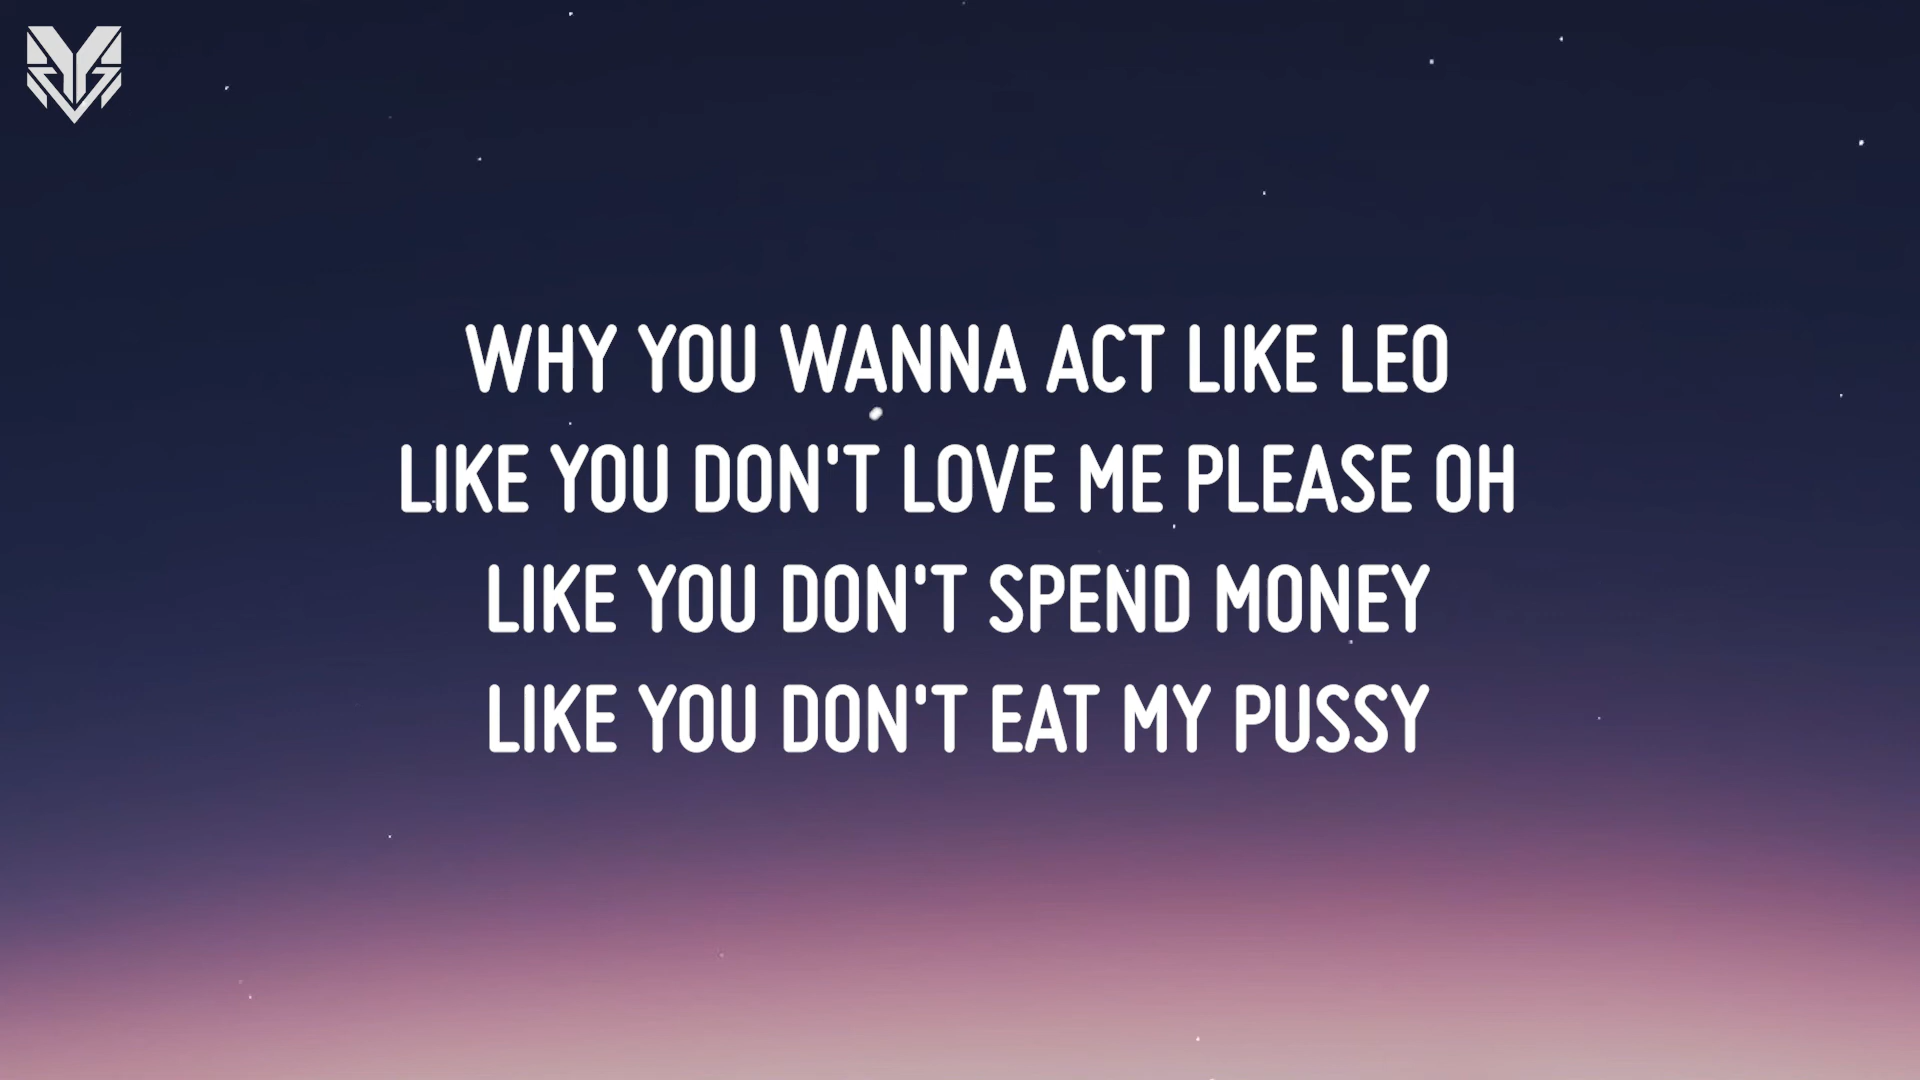 WHY YOU WANNA ACT LIKE LEO
LIKE YOU DON'T LOVE ME PLEASE OH
LIKE YOU DON'T SPEND MONEY
LIKE YOU DON'T EAT MY PUSSY